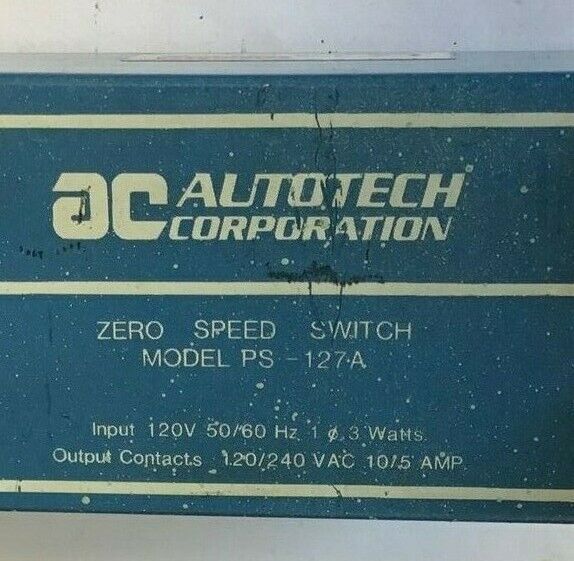 ac AUTOTECH
CORPORATION
ZERO SPEED SWITCH
MODEL PS-127A
Input 120V 50/60 Hz 1 ø 3 Watts
Output Contacts 120/240 VAC 10/5 AMP